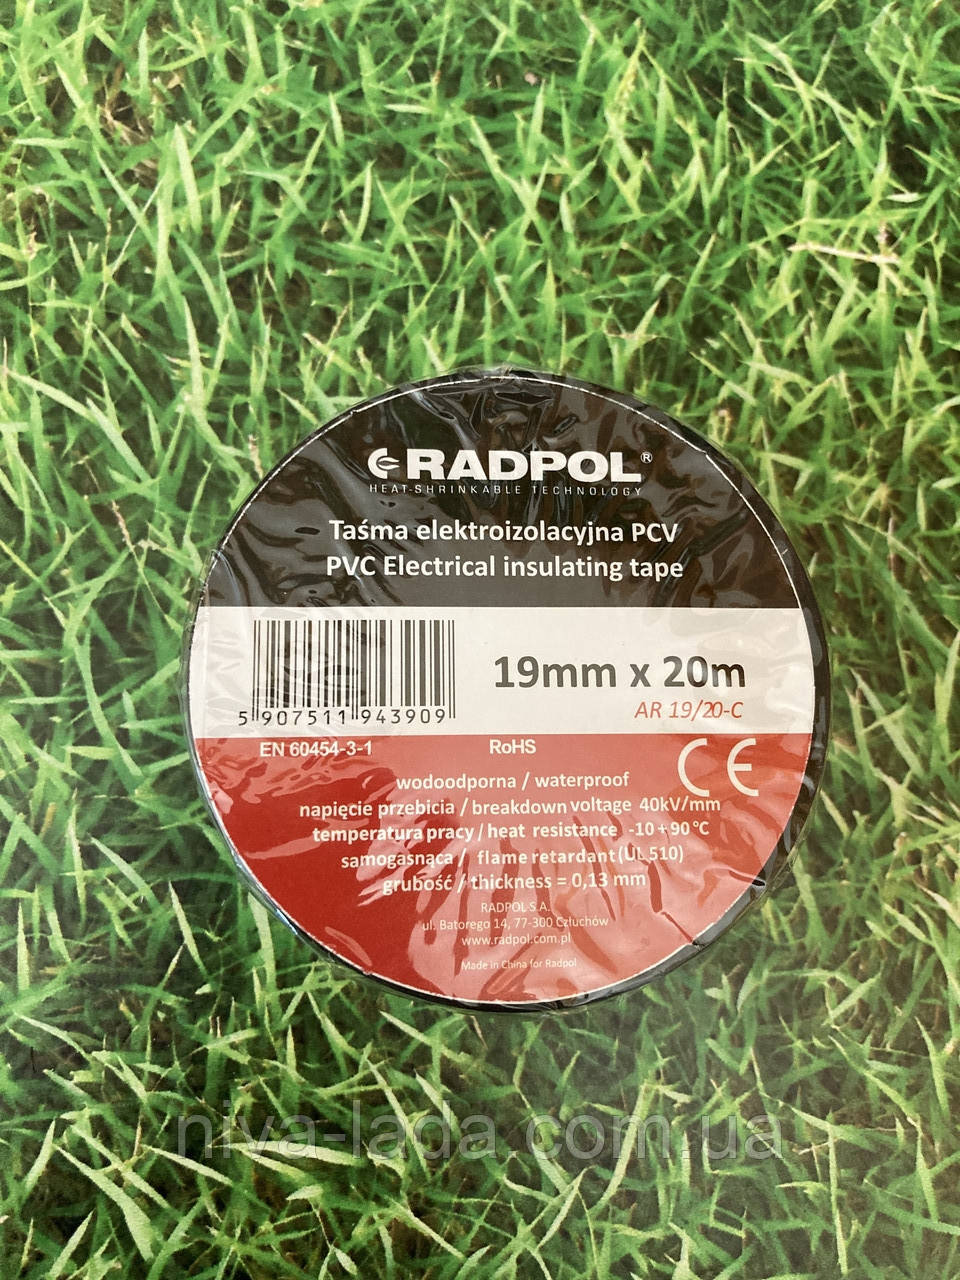 RADPOL®
HEAT-SHRINKABLE TECHNOLOGY
Taśma elektroizolacyjna PCV
PVC Electrical insulating tape
19mm x 20m
AR 19/20-C
5 907511 943909
EN 60454-3-1 RoHS CE
wodoodporna / waterproof
napięcie przebicia / breakdown voltage 40kV/mm
temperatura pracy / heat resistance -10 + 90 °C
samogasnąca / flame retardant (UL 510)
grubość / thickness = 0,13 mm
RADPOL S.A.
ul. Batorego 14, 77-300 Człuchów
www.radpol.com.pl
Made in China for Radpol
niva-lada.com.ua